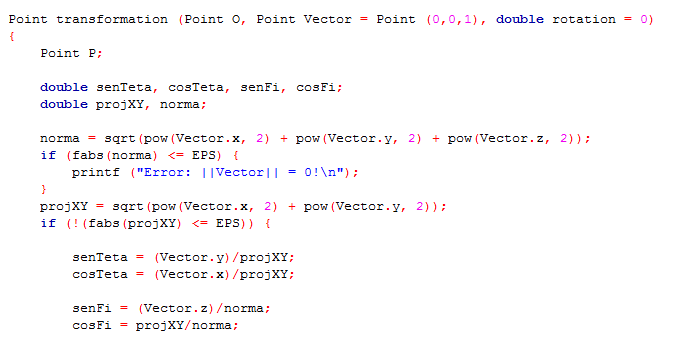 Point transformation (Point O, Point Vector = Point (0,0,1), double rotation = 0)
{
Point P;
double senTeta, cosTeta, senFi, cosFi;
double projXY, norma;
norma = sqrt(pow(Vector.x, 2) + pow(Vector.y, 2) + pow(Vector.z, 2));
if (fabs(norma) <= EPS) {
printf ("Error: ||Vector|| = 0!\n");
}
projXY = sqrt(pow(Vector.x, 2) + pow(Vector.y, 2));
if (!(fabs(projXY) <= EPS)) {
senTeta = (Vector.y)/projXY;
cosTeta = (Vector.x)/projXY;
senFi = (Vector.z)/norma;
cosFi = projXY/norma;